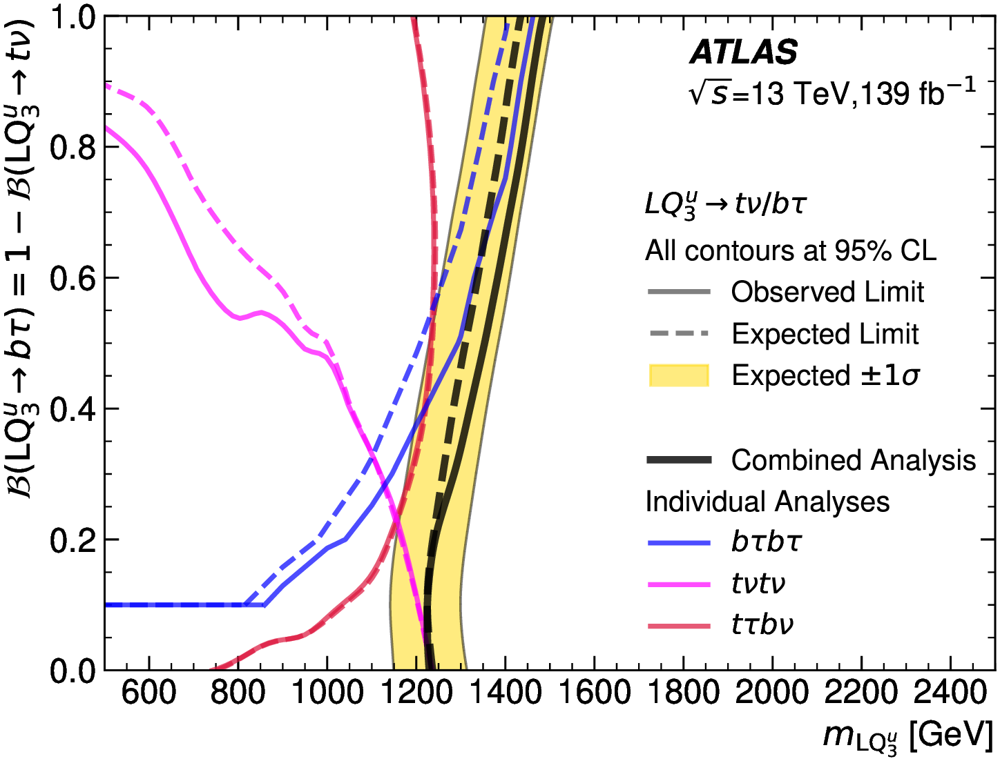 ℬ(LQ₃ᵘ → bτ) = 1 − ℬ(LQ₃ᵘ → tν)
1.0
0.8
0.6
0.4
0.2
0.0
ATLAS
√s=13 TeV,139 fb⁻¹
LQ₃ᵘ → tν/bτ
All contours at 95% CL
Observed Limit
Expected Limit
Expected ±1σ
Combined Analysis
Individual Analyses
bτbτ
tνtν
tτbν
600 800 1000 1200 1400 1600 1800 2000 2200 2400
m_LQ₃ᵘ [GeV]